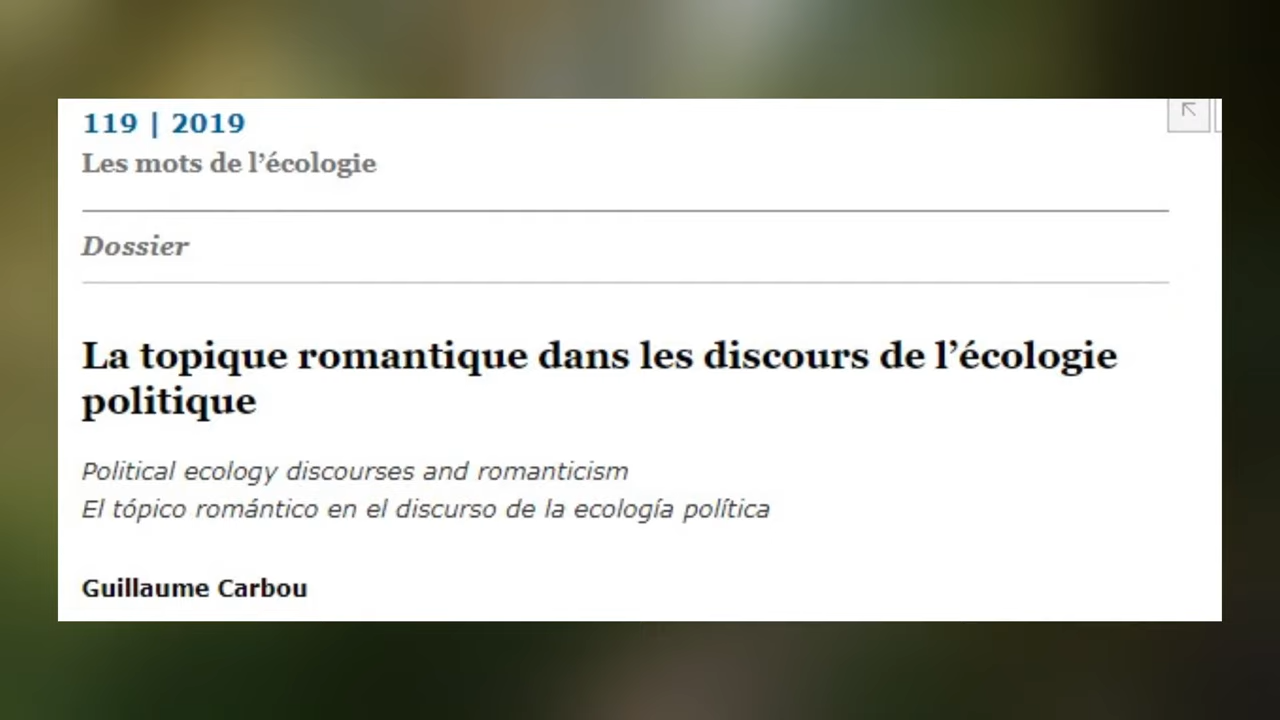 119 | 2019
Les mots de l’écologie
Dossier
La topique romantique dans les discours de l’écologie
politique
Political ecology discourses and romanticism
El tópico romántico en el discurso de la ecología política
Guillaume Carbou